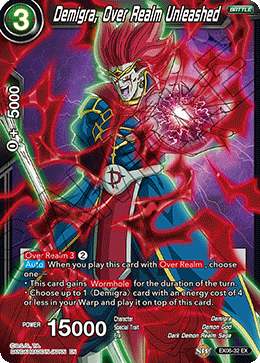 Demigra, Over Realm Unleashed
BATTLE
3
0 + 5000
Over Realm 3 2
Auto When you play this card with Over Realm, choose
one—
• This card gains Wormhole for the duration of the turn.
• Choose up to 1 《Demigra》 card with an energy cost of 4
or less in your Warp and play it on top of this card.
POWER 15000
Character Demigra
Special Trait Demon God
Era Dark Demon Realm Saga
EX06-32 EX